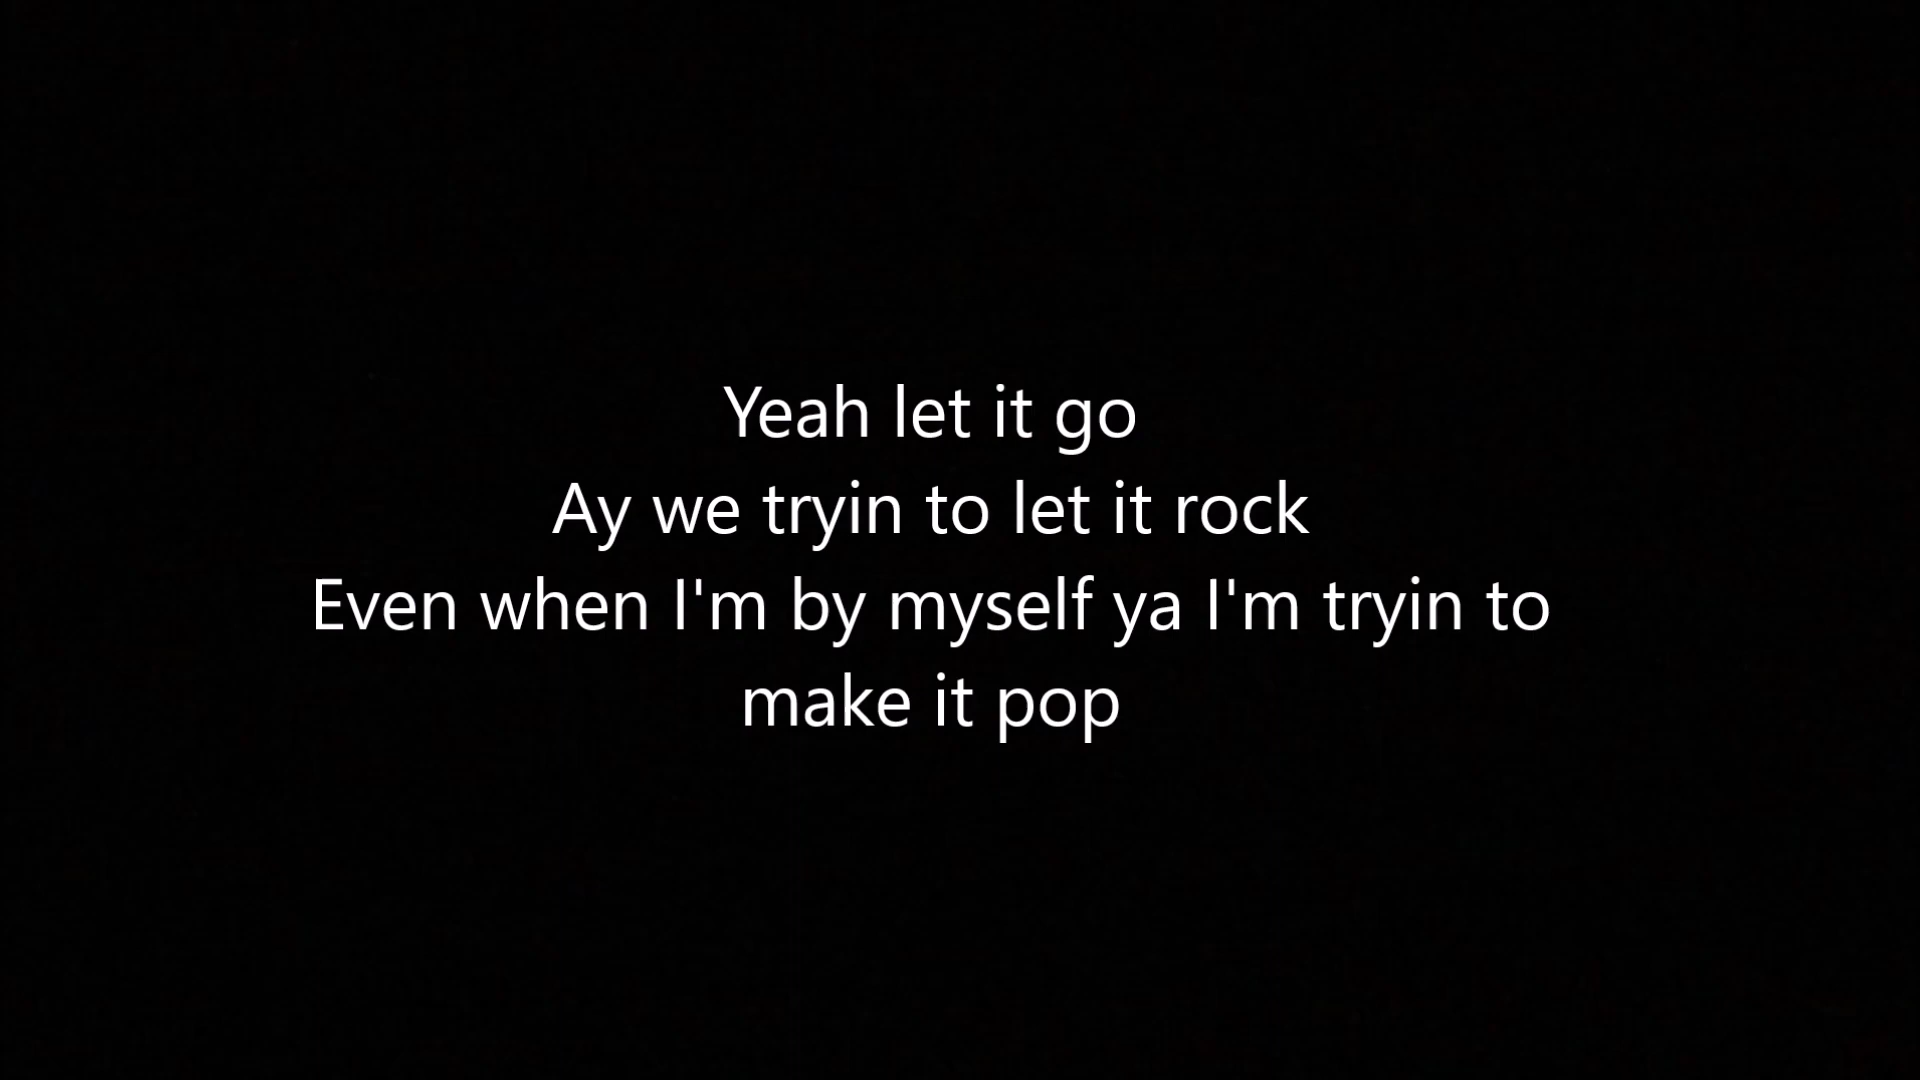 Yeah let it go
Ay we tryin to let it rock
Even when I'm by myself ya I'm tryin to
make it pop